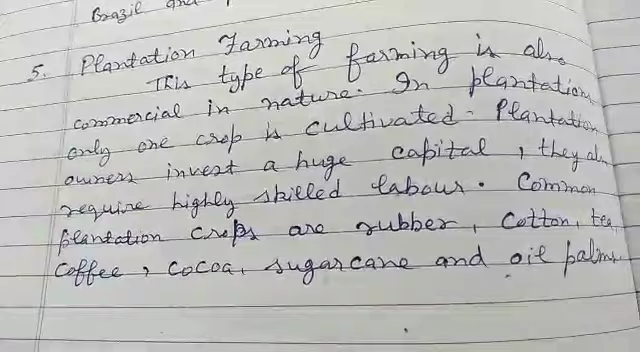 Brazil and
5. Plantation Farming
This type of farming is also
commercial in nature. In plantation
only one crop is cultivated. Plantation
owners invest a huge capital, they also
require highly skilled labour. Common
plantation crops are rubber, Cotton, tea,
coffee, cocoa, sugarcane and oil palms.